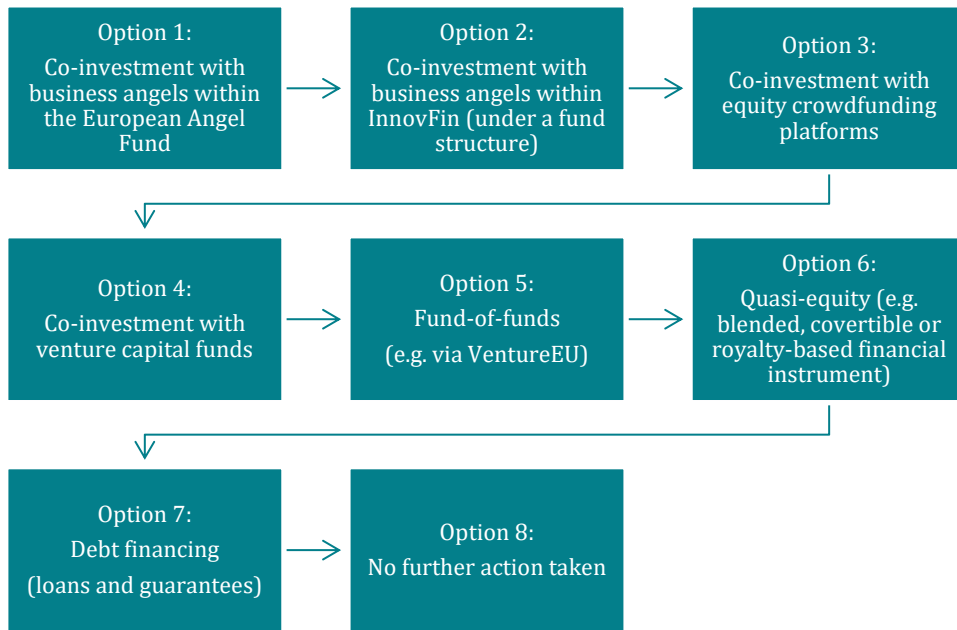 Option 1:
Co-investment with
business angels within
the European Angel
Fund
Option 2:
Co-investment with
business angels within
InnovFin (under a fund
structure)
Option 3:
Co-investment with
equity crowdfunding
platforms
Option 4:
Co-investment with
venture capital funds
Option 5:
Fund-of-funds
(e.g. via VentureEU)
Option 6:
Quasi-equity (e.g.
blended, covertible or
royalty-based financial
instrument)
Option 7:
Debt financing
(loans and guarantees)
Option 8:
No further action taken